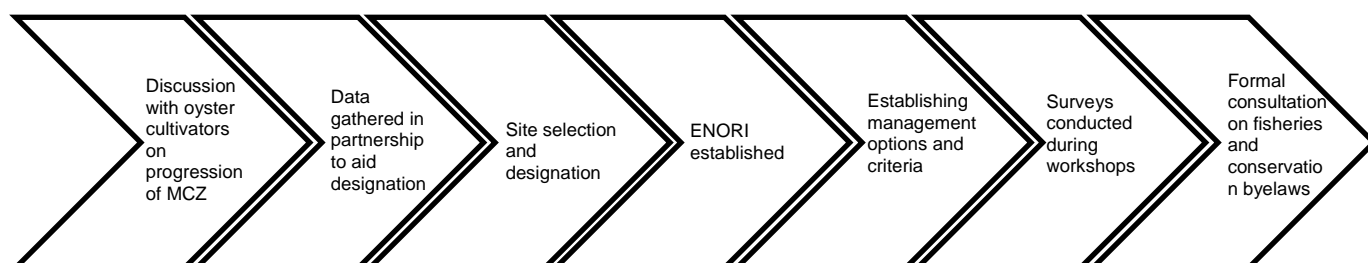 Discussion
with oyster
cultivators
on
progression
of MCZ
Data
gathered in
partnership
to aid
designation
Site selection
and
designation
ENORI
established
Establishing
management
options and
criteria
Surveys
conducted
during
workshops
Formal
consultation
on fisheries
and
conservatio
n byelaws